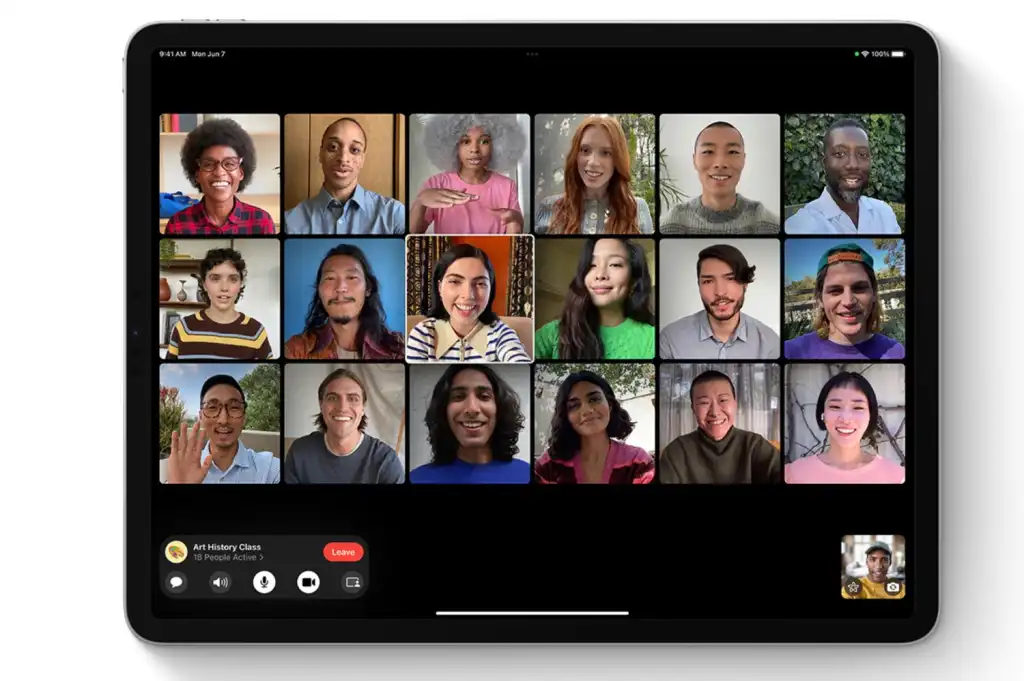 9:41 AM Mon Jun 7
100%
Art History Class
18 People Active >
Leave